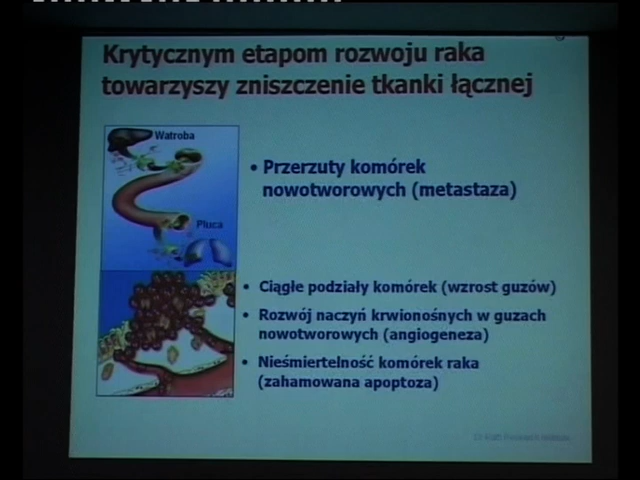 Krytycznym etapom rozwoju raka
towarzyszy zniszczenie tkanki łącznej
Watroba
Płuca
• Przerzuty komórek
nowotworowych (metastaza)
• Ciągłe podziały komórek (wzrost guzów)
• Rozwój naczyń krwionośnych w guzach
nowotworowych (angiogeneza)
• Nieśmiertelność komórek raka
(zahamowana apoptoza)